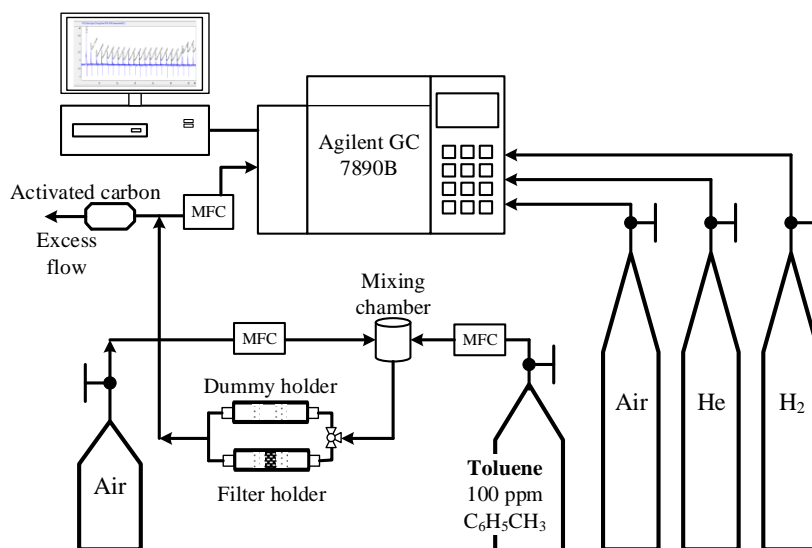 Agilent GC
7890B
Activated carbon
MFC
Excess
flow
Mixing
chamber
MFC
MFC
Dummy holder
Filter holder
Air
Toluene
100 ppm
C₆H₅CH₃
Air
He
H₂